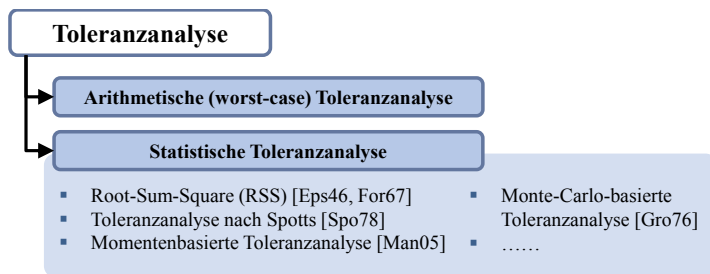 Toleranzanalyse
Arithmetische (worst-case) Toleranzanalyse
Statistische Toleranzanalyse
▪ Root-Sum-Square (RSS) [Eps46, For67]
▪ Toleranzanalyse nach Spotts [Spo78]
▪ Momentenbasierte Toleranzanalyse [Man05]
▪ Monte-Carlo-basierte
Toleranzanalyse [Gro76]
▪ ……